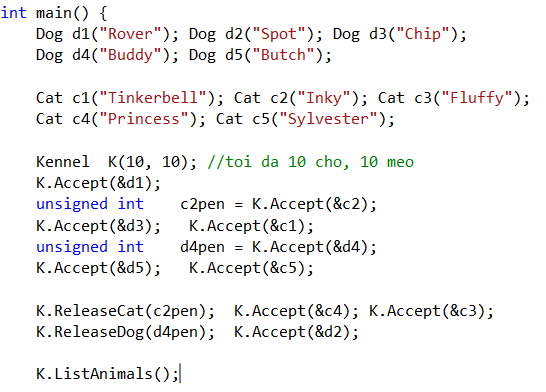 int main() {
Dog d1("Rover"); Dog d2("Spot"); Dog d3("Chip");
Dog d4("Buddy"); Dog d5("Butch");
Cat c1("Tinkerbell"); Cat c2("Inky"); Cat c3("Fluffy");
Cat c4("Princess"); Cat c5("Sylvester");
Kennel K(10, 10); //toi da 10 cho, 10 meo
K.Accept(&d1);
unsigned int c2pen = K.Accept(&c2);
K.Accept(&d3); K.Accept(&c1);
unsigned int d4pen = K.Accept(&d4);
K.Accept(&d5); K.Accept(&c5);
K.ReleaseCat(c2pen); K.Accept(&c4); K.Accept(&c3);
K.ReleaseDog(d4pen); K.Accept(&d2);
K.ListAnimals();